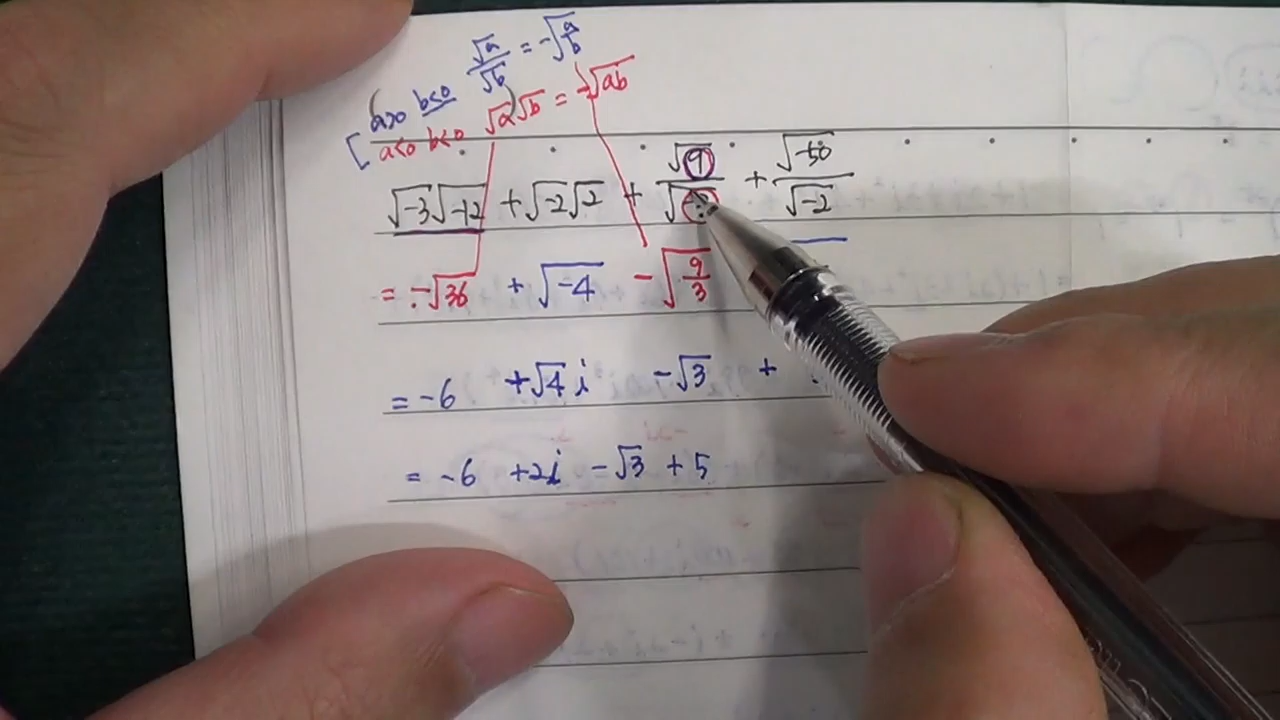 √a/√b = -√(a/b)
a>0 b<0
[ a<0 b<0 √a√b = -√ab
√-3√-12 + √-2√2 + √9/√ + √-50/√-2
= -√36 + √-4 - √(9/3)
= -6 + √4 i - √3 +
= -6 +2i - √3 + 5